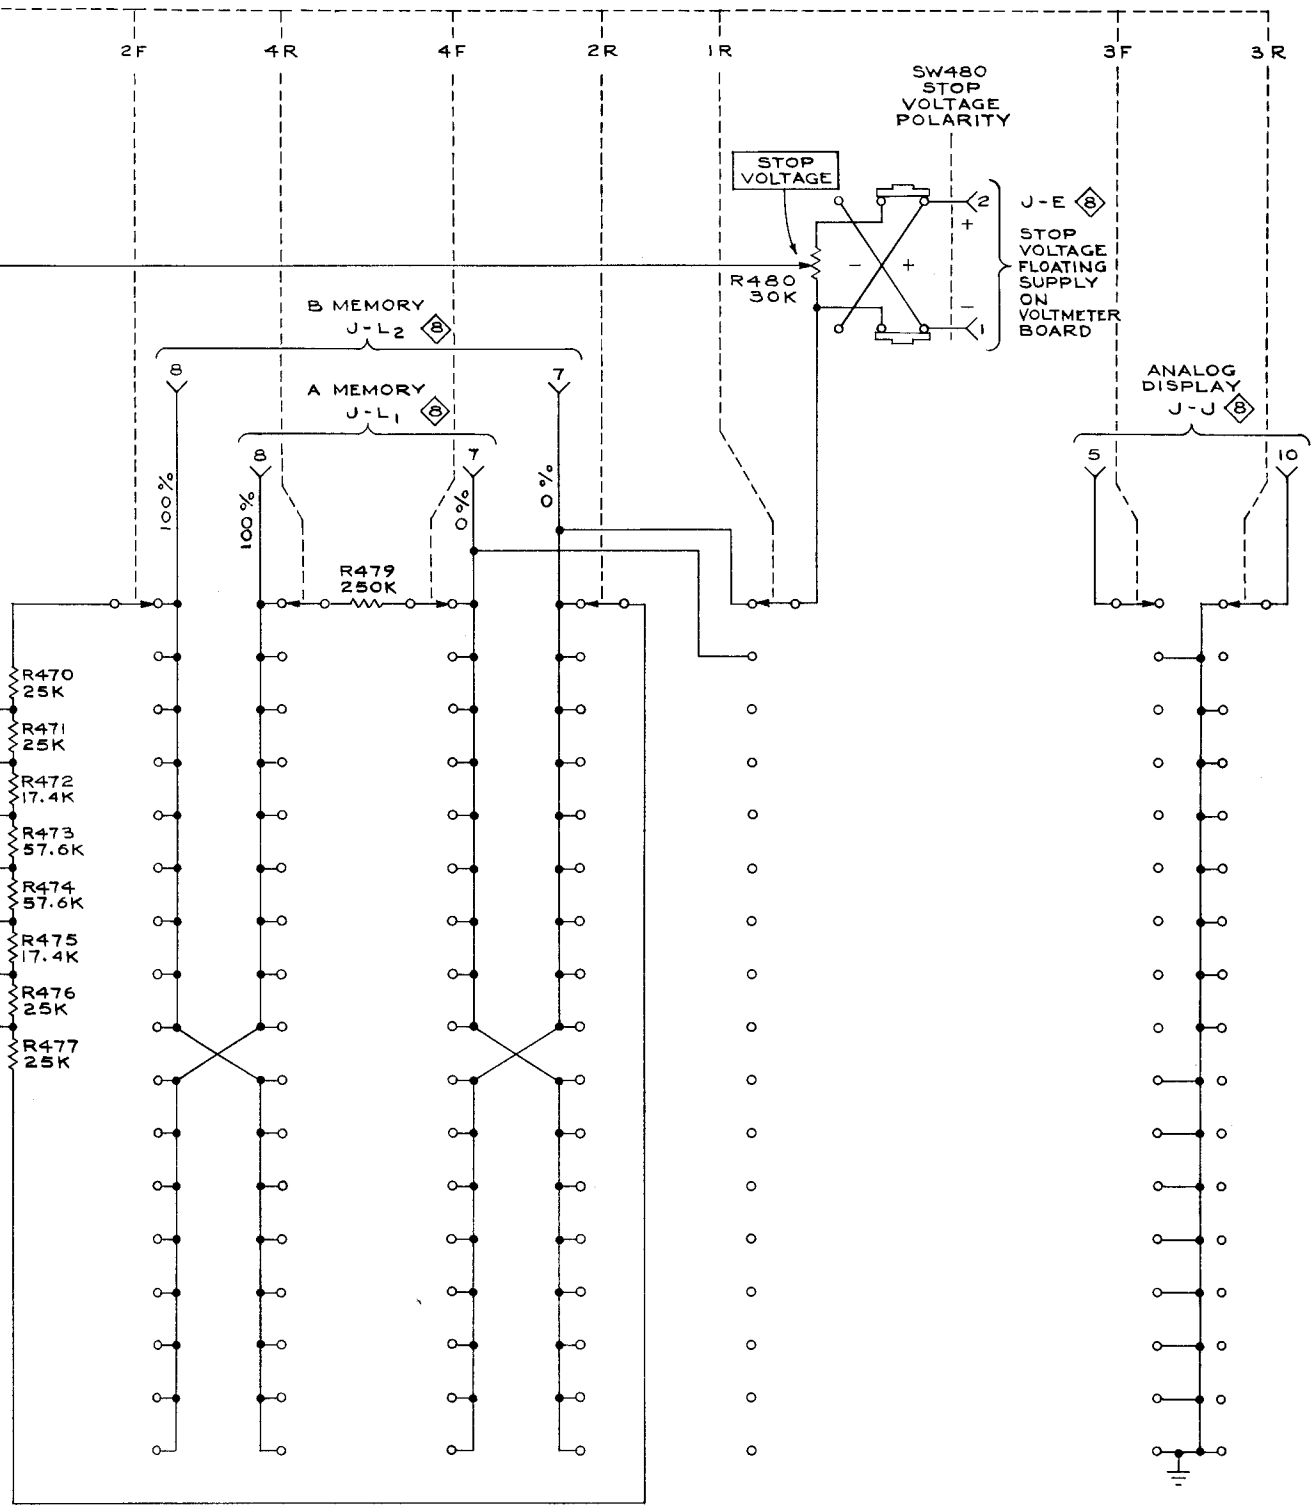 2F
4R
4F
2R
1R
3F
3R
SW480
STOP
VOLTAGE
POLARITY
STOP
VOLTAGE
2
J-E 8
+
STOP
VOLTAGE
FLOATING
SUPPLY
ON
VOLTMETER
BOARD
- +
R480
30K
-
1
B MEMORY
J-L2 8
8
7
A MEMORY
J-L1 8
8
7
ANALOG
DISPLAY
J-J 8
5
10
100%
100%
0%
0%
R479
250K
R470
25K
R471
25K
R472
17.4K
R473
57.6K
R474
57.6K
R475
17.4K
R476
25K
R477
25K